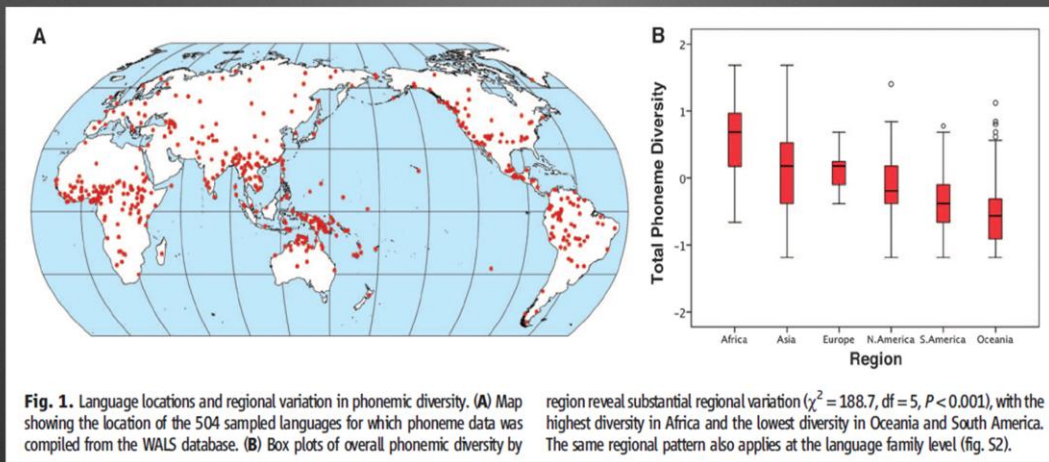 A
B
2
1
0
-1
-2
Total Phoneme Diversity
Africa Asia Europe N.America S.America Oceania
Region
Fig. 1. Language locations and regional variation in phonemic diversity. (A) Map
showing the location of the 504 sampled languages for which phoneme data was
compiled from the WALS database. (B) Box plots of overall phonemic diversity by
region reveal substantial regional variation (χ² = 188.7, df = 5, P < 0.001), with the
highest diversity in Africa and the lowest diversity in Oceania and South America.
The same regional pattern also applies at the language family level (fig. S2).